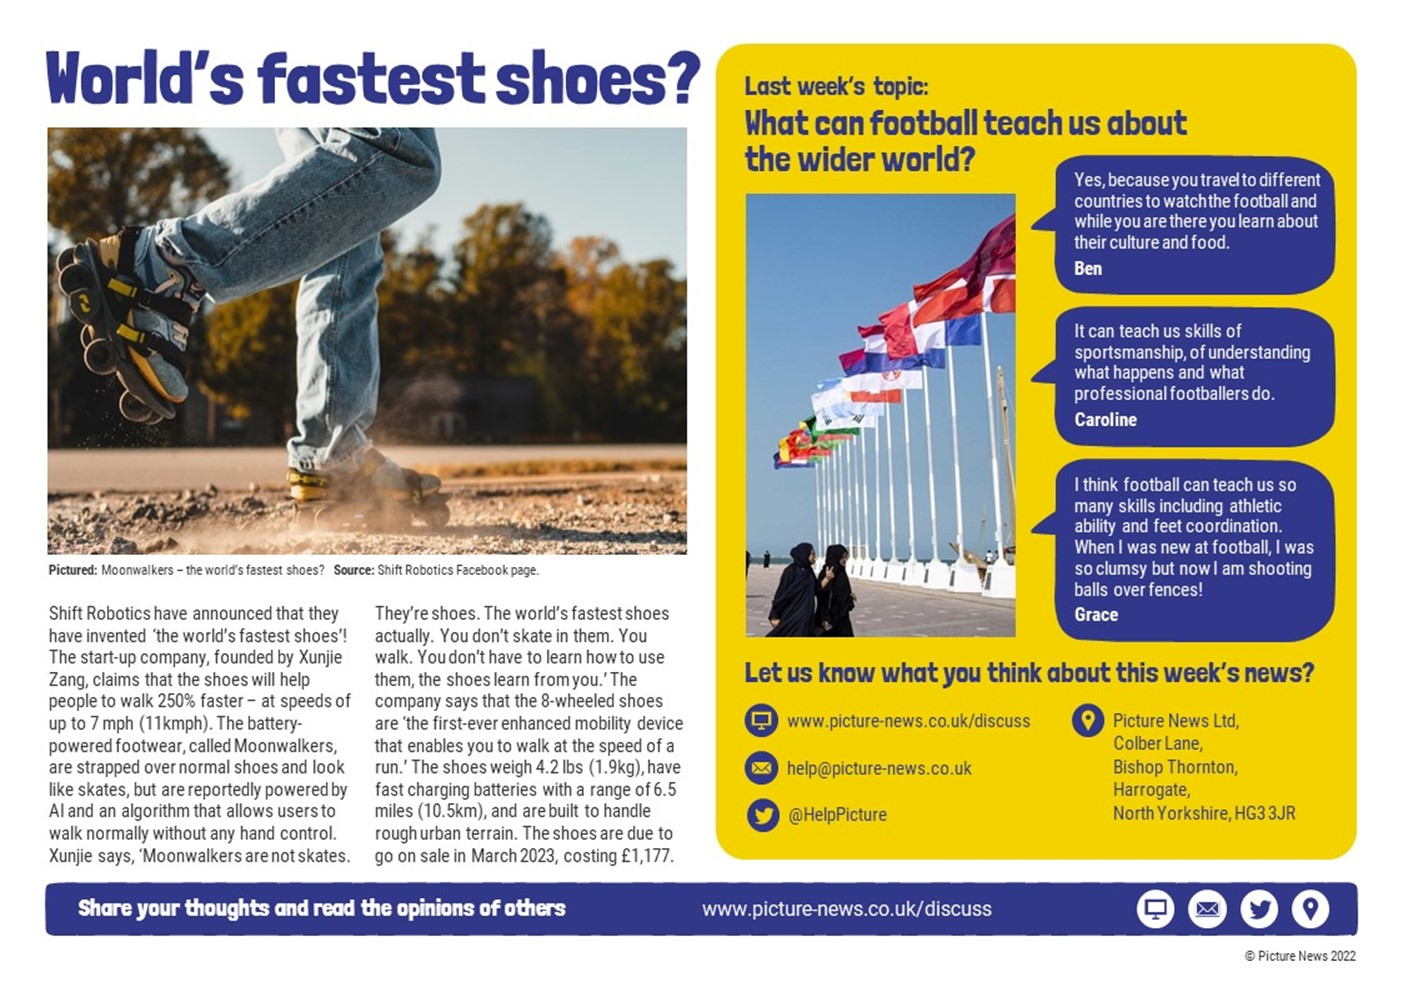 World's fastest shoes?
Pictured: Moonwalkers – the world's fastest shoes? Source: Shift Robotics Facebook page.
Shift Robotics have announced that they
have invented 'the world's fastest shoes'!
The start-up company, founded by Xunjie
Zang, claims that the shoes will help
people to walk 250% faster – at speeds of
up to 7 mph (11kmph). The battery-
powered footwear, called Moonwalkers,
are strapped over normal shoes and look
like skates, but are reportedly powered by
AI and an algorithm that allows users to
walk normally without any hand control.
Xunjie says, 'Moonwalkers are not skates.
They're shoes. The world's fastest shoes
actually. You don't skate in them. You
walk. You don't have to learn how to use
them, the shoes learn from you.' The
company says that the 8-wheeled shoes
are 'the first-ever enhanced mobility device
that enables you to walk at the speed of a
run.' The shoes weigh 4.2 lbs (1.9kg), have
fast charging batteries with a range of 6.5
miles (10.5km), and are built to handle
rough urban terrain. The shoes are due to
go on sale in March 2023, costing £1,177.
Last week's topic:
What can football teach us about
the wider world?
Yes, because you travel to different
countries to watch the football and
while you are there you learn about
their culture and food.
Ben
It can teach us skills of
sportsmanship, of understanding
what happens and what
professional footballers do.
Caroline
I think football can teach us so
many skills including athletic
ability and feet coordination.
When I was new at football, I was
so clumsy but now I am shooting
balls over fences!
Grace
Let us know what you think about this week's news?
www.picture-news.co.uk/discuss
help@picture-news.co.uk
@HelpPicture
Picture News Ltd,
Colber Lane,
Bishop Thornton,
Harrogate,
North Yorkshire, HG3 3JR
Share your thoughts and read the opinions of others
www.picture-news.co.uk/discuss
© Picture News 2022